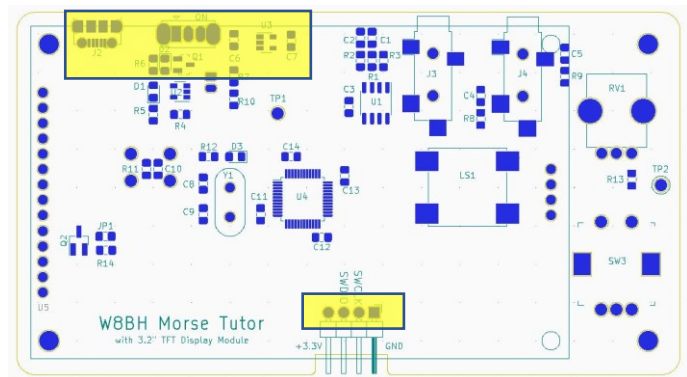 ON
U3
J2
R6
D2
Q1
C6
C7
D1
U2
R7
R5
R4
R10
TP1
C2
C1
R2
R3
R1
C3
U1
J3
J4
C4
R8
C5
R9
RV1
R12
D3
C14
R11
C10
C8
Y1
C9
C11
U4
C13
C12
LS1
R13
TP2
SW3
Q2
JP1
R14
U5
SWDIO
SWCLK
W8BH Morse Tutor
with 3.2" TFT Display Module
+3.3V
GND